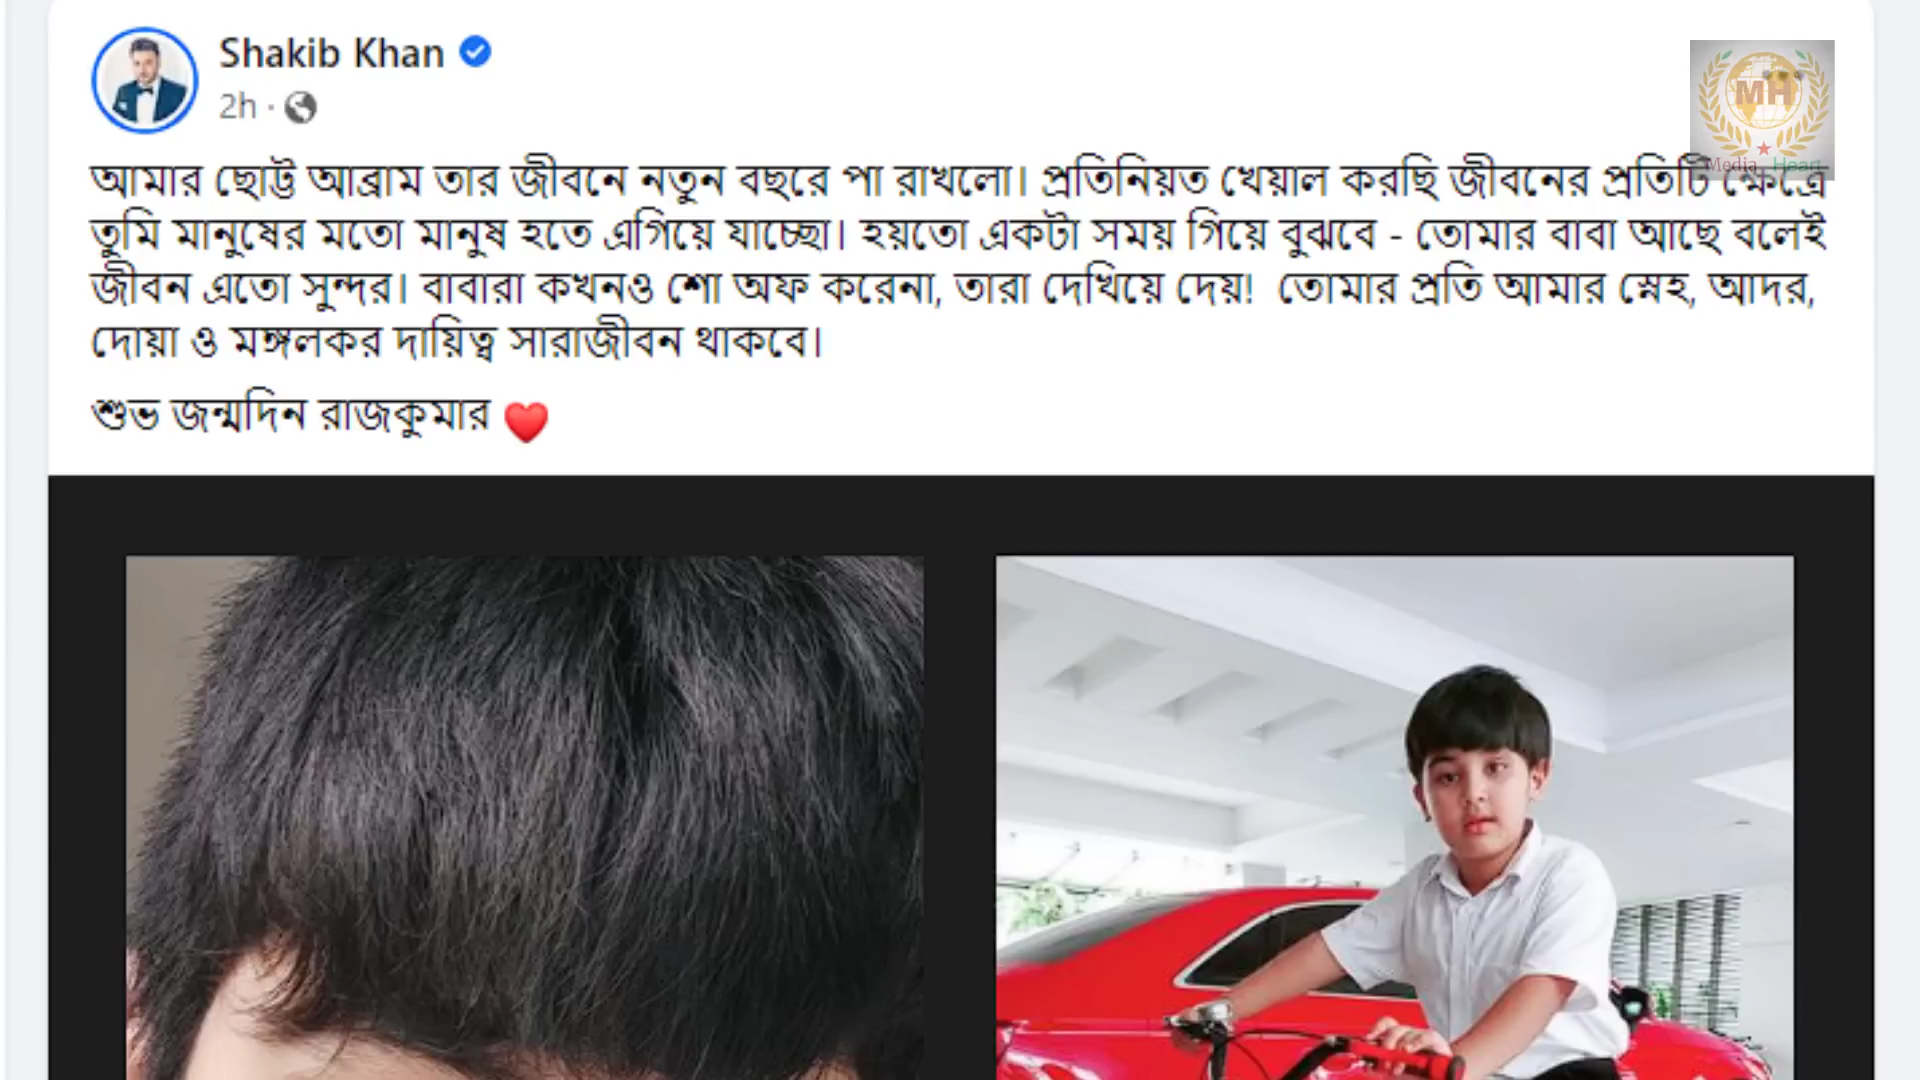 Shakib Khan
2h ·
MH
Media Heart
আমার ছোট্ট আব্রাম তার জীবনে নতুন বছরে পা রাখলো। প্রতিনিয়ত খেয়াল করছি জীবনের প্রতিটি ক্ষেত্রে
তুমি মানুষের মতো মানুষ হতে এগিয়ে যাচ্ছো। হয়তো একটা সময় গিয়ে বুঝবে - তোমার বাবা আছে বলেই
জীবন এতো সুন্দর। বাবারা কখনও শো অফ করেনা, তারা দেখিয়ে দেয়! তোমার প্রতি আমার স্নেহ, আদর,
দোয়া ও মঙ্গলকর দায়িত্ব সারাজীবন থাকবে।
শুভ জন্মদিন রাজকুমার ❤️